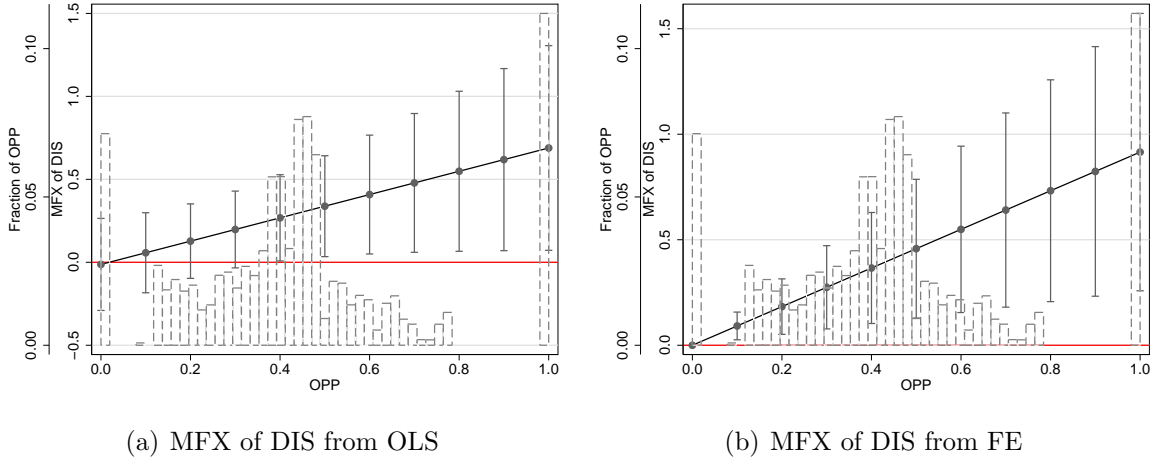 1.5
1.0
0.5
0.0
−0.5
MFX of DIS
0.10
0.05
0.00
Fraction of OPP
0.0 0.2 0.4 0.6 0.8 1.0
OPP
(a) MFX of DIS from OLS
1.5
1.0
0.5
0.0
MFX of DIS
0.10
0.05
0.00
Fraction of OPP
0.0 0.2 0.4 0.6 0.8 1.0
OPP
(b) MFX of DIS from FE